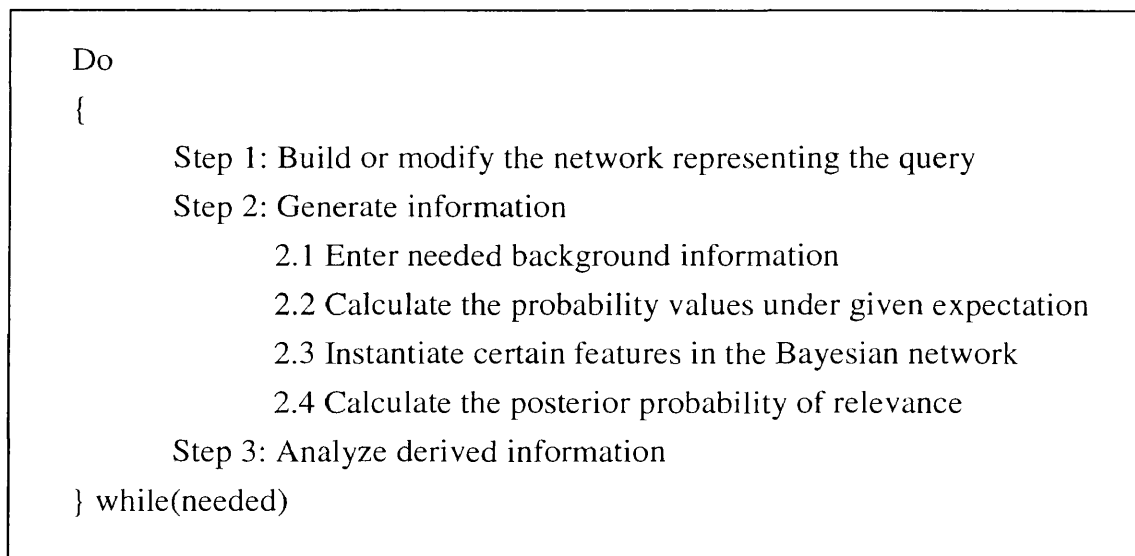 Do
{
Step 1: Build or modify the network representing the query
Step 2: Generate information
2.1 Enter needed background information
2.2 Calculate the probability values under given expectation
2.3 Instantiate certain features in the Bayesian network
2.4 Calculate the posterior probability of relevance
Step 3: Analyze derived information
} while(needed)